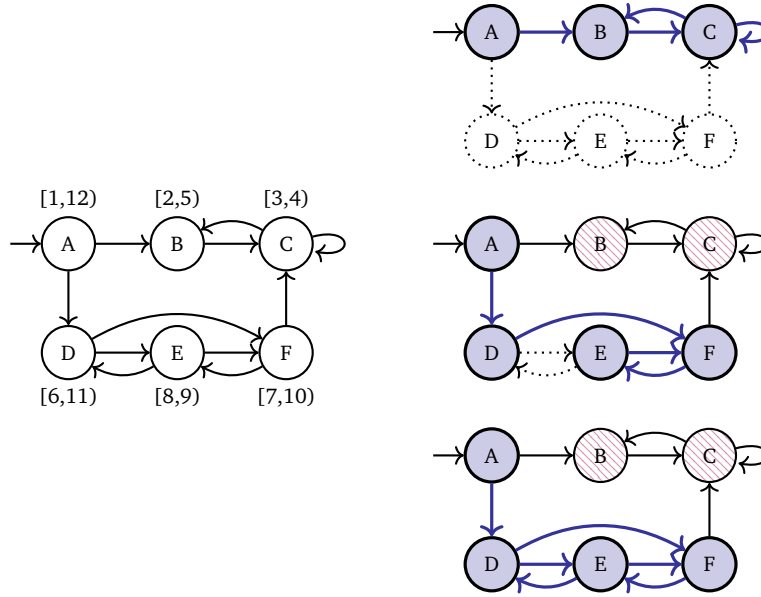 [1,12) [2,5) [3,4)
A B C
D E F
[6,11) [8,9) [7,10)
A B C
D E F
A B C
D E F
A B C
D E F